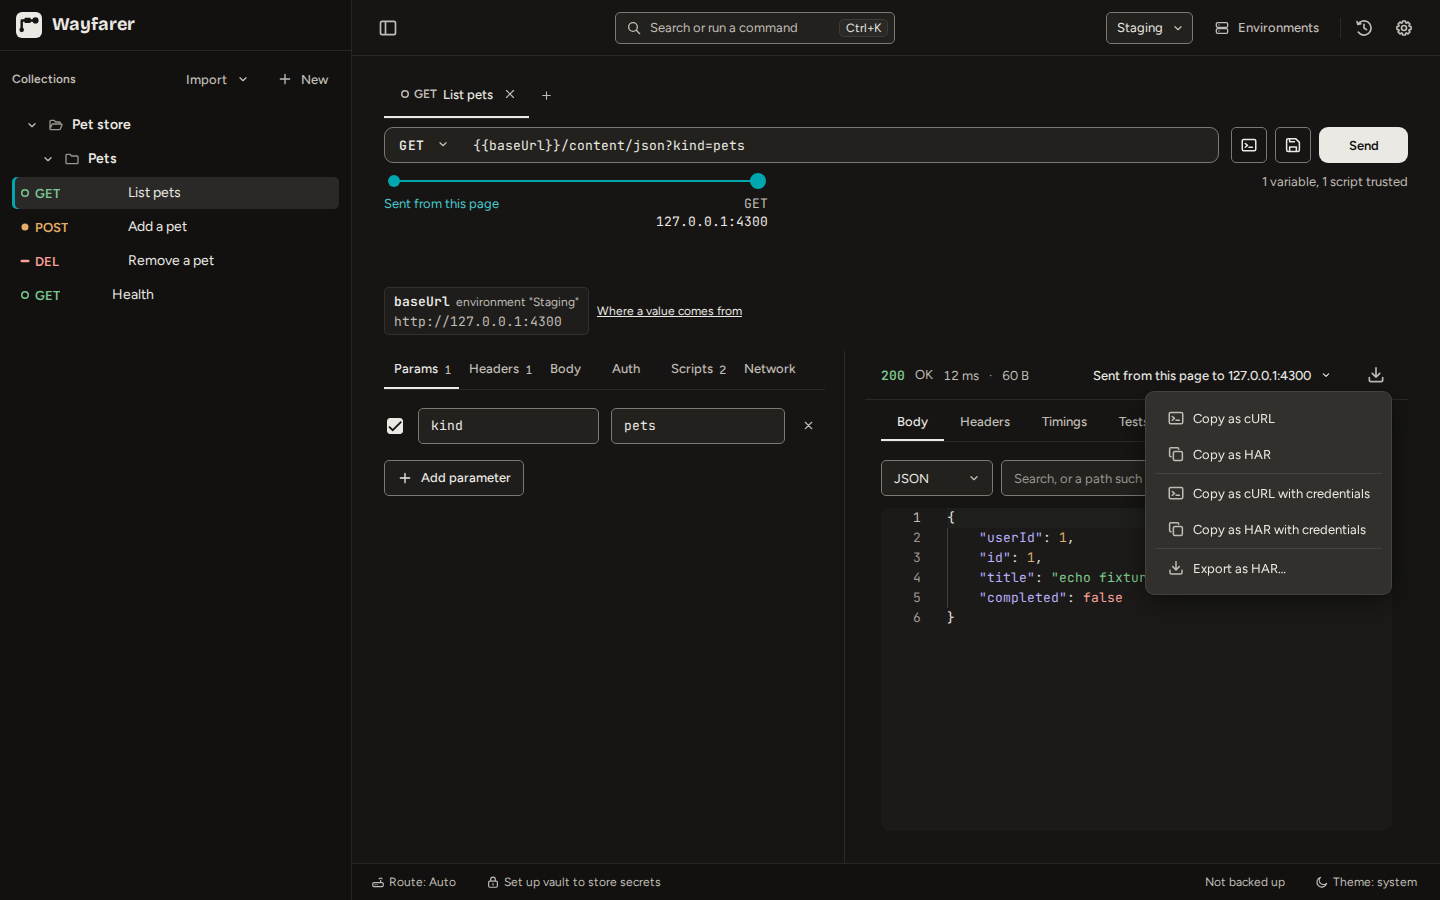 Wayfarer
Search or run a command
Ctrl+K
Staging
Environments
Collections
Import
New
Pet store
Pets
GET List pets
POST Add a pet
DEL Remove a pet
GET Health
GET List pets
GET {{baseUrl}}/content/json?kind=pets
Send
1 variable, 1 script trusted
Sent from this page
GET
127.0.0.1:4300
baseUrl environment "Staging"
http://127.0.0.1:4300
Where a value comes from
Params 1 Headers 1 Body Auth Scripts 2 Network
kind
pets
Add parameter
200 OK 12 ms · 60 B
Sent from this page to 127.0.0.1:4300
Body Headers Timings Tests
JSON
Search, or a path such
1 {
2 "userId": 1,
3 "id": 1,
4 "title": "echo fixtur
5 "completed": false
6 }
Copy as cURL
Copy as HAR
Copy as cURL with credentials
Copy as HAR with credentials
Export as HAR...
Route: Auto
Set up vault to store secrets
Not backed up
Theme: system